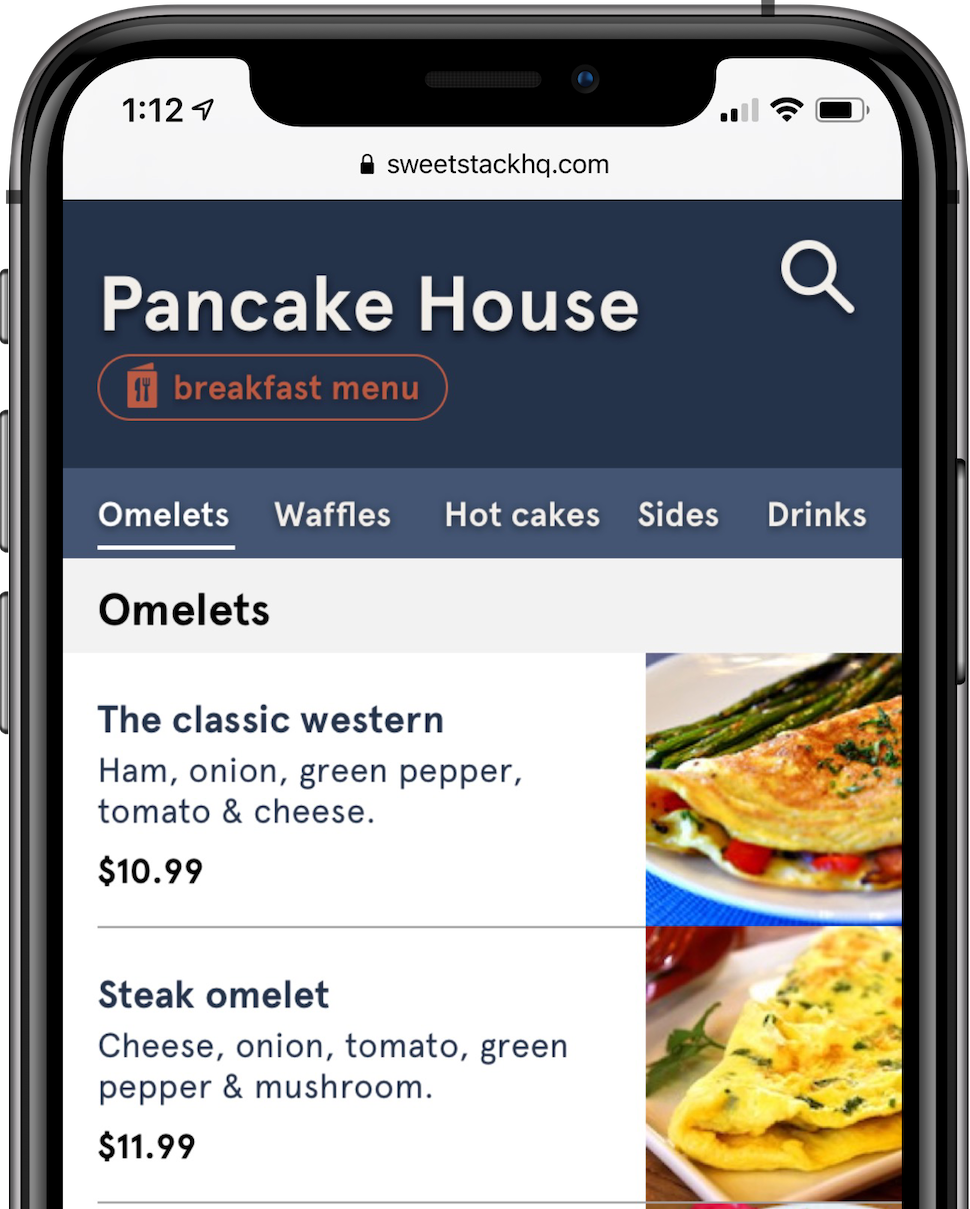 1:12
sweetstackhq.com
Pancake House
breakfast menu
Omelets Waffles Hot cakes Sides Drinks
Omelets
The classic western
Ham, onion, green pepper,
tomato & cheese.
$10.99
Steak omelet
Cheese, onion, tomato, green
pepper & mushroom.
$11.99